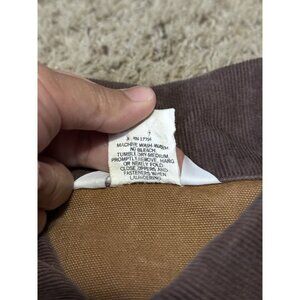 RN 17754
MACHINE WASH WARM
NO BLEACH
TUMBLE DRY MEDIUM
PROMPTLY REMOVE, HANG
OR NEATLY FOLD
CLOSE ZIPPERS AND
FASTENERS WHEN
LAUNDERING